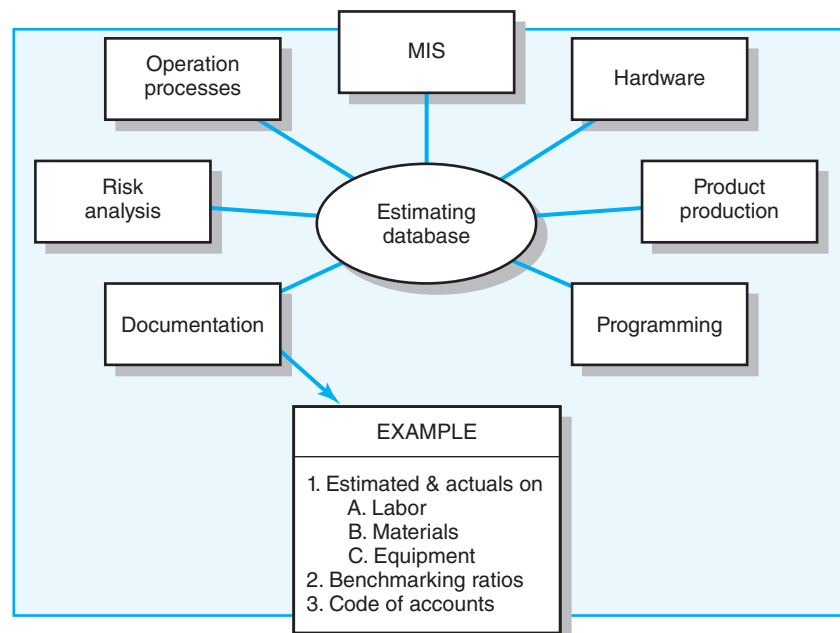 MIS
Operation
processes
Hardware
Risk
analysis
Estimating
database
Product
production
Documentation
Programming
EXAMPLE
1. Estimated & actuals on
A. Labor
B. Materials
C. Equipment
2. Benchmarking ratios
3. Code of accounts